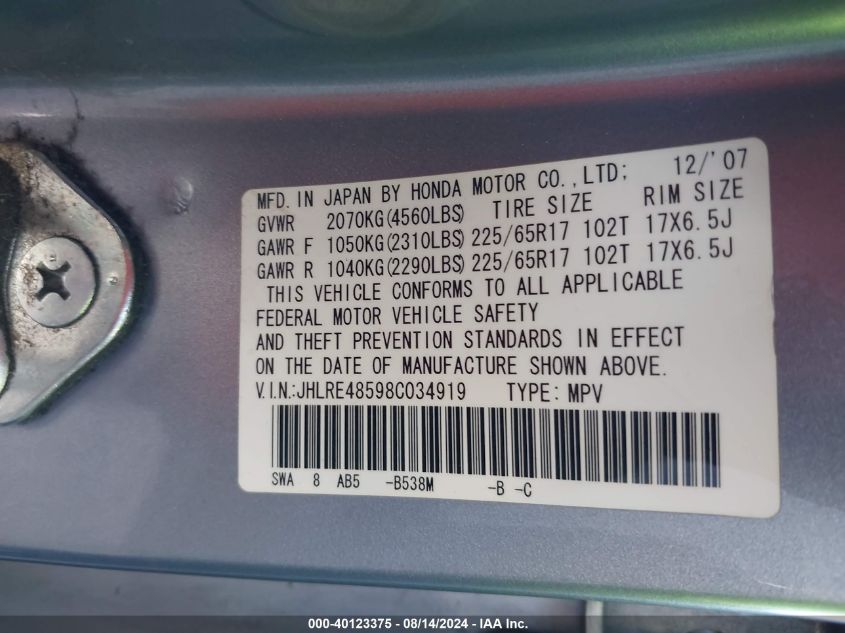 MFD. IN JAPAN BY HONDA MOTOR CO.,LTD; 12/'07
GVWR 2070KG(4560LBS) TIRE SIZE RIM SIZE
GAWR F 1050KG(2310LBS) 225/65R17 102T 17X6.5J
GAWR R 1040KG(2290LBS) 225/65R17 102T 17X6.5J
THIS VEHICLE CONFORMS TO ALL APPLICABLE
FEDERAL MOTOR VEHICLE SAFETY
AND THEFT PREVENTION STANDARDS IN EFFECT
ON THE DATE OF MANUFACTURE SHOWN ABOVE.
V.I.N.:JHLRE48598C034919 TYPE: MPV
SWA 8 AB5 -B538M -B -C
000-40123375 - 08/14/2024 - IAA Inc.